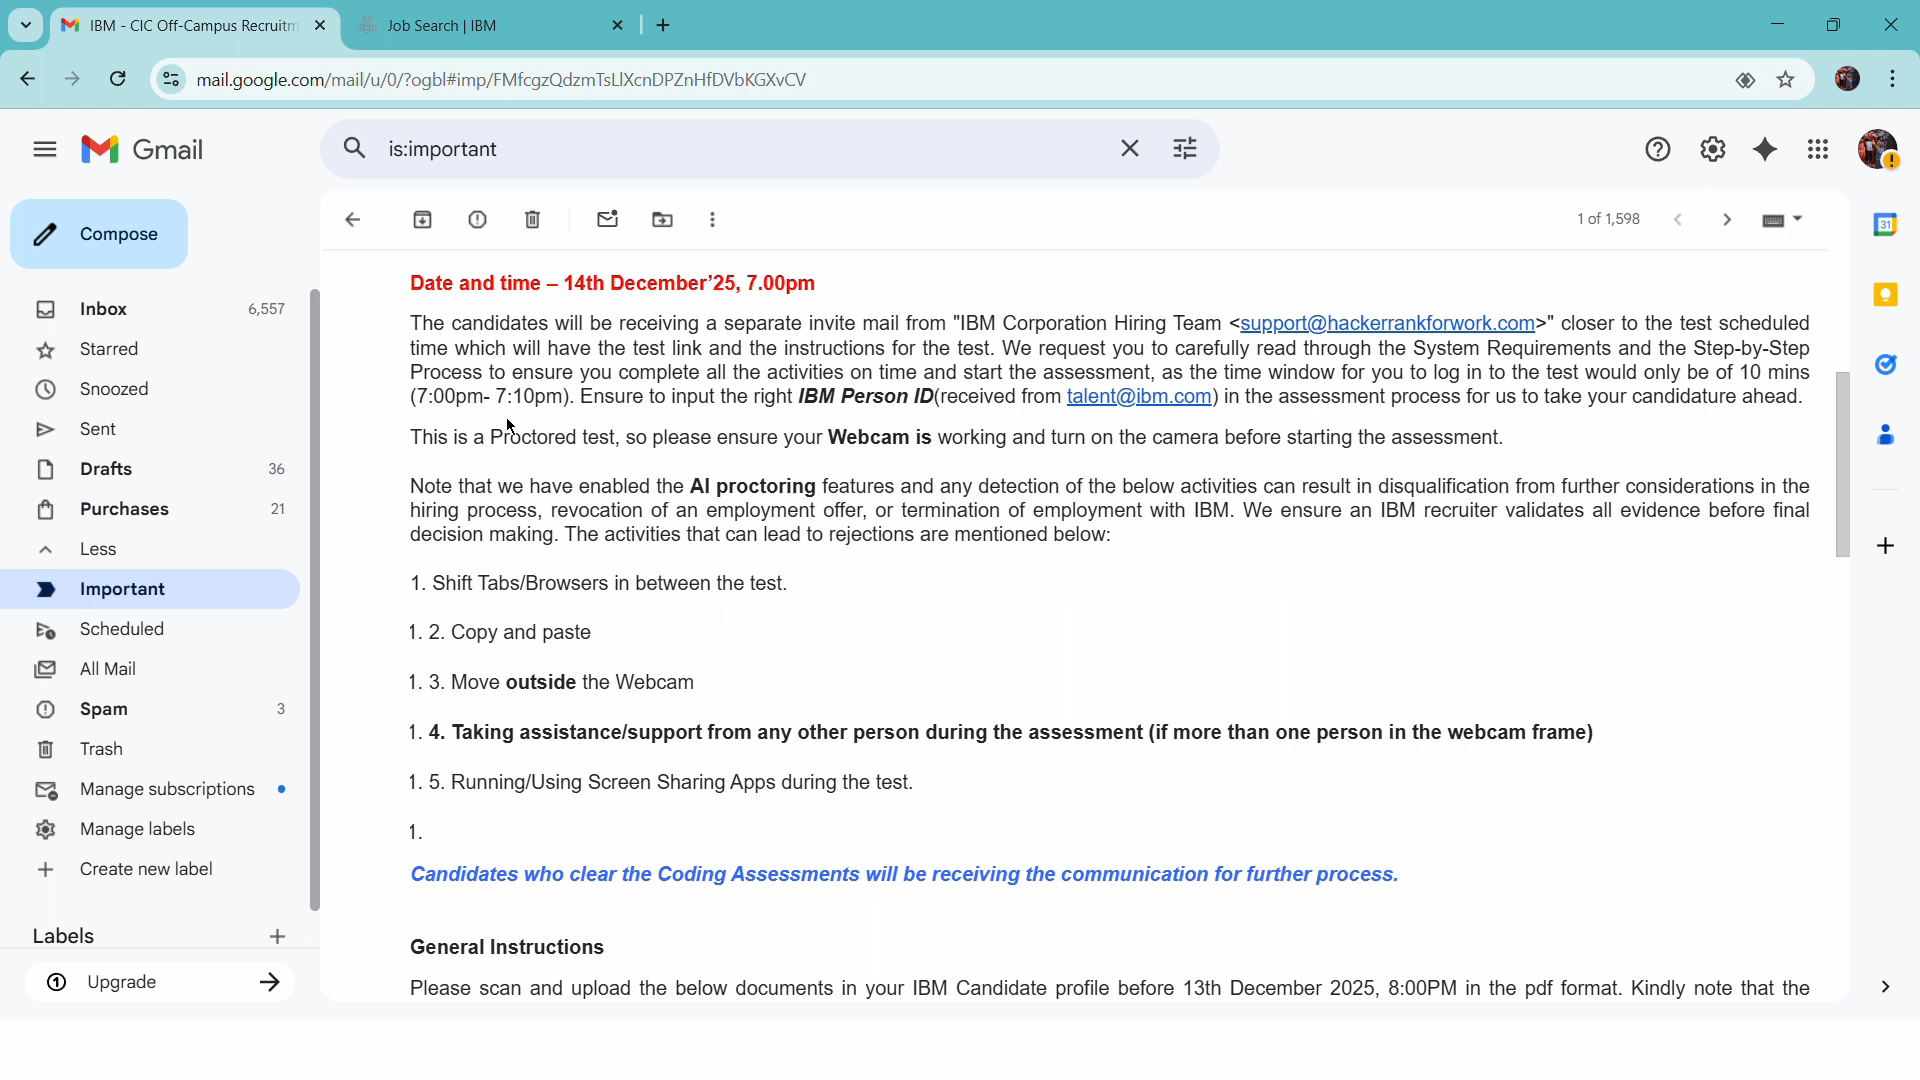 IBM - CIC Off-Campus Recruitm
Job Search | IBM
mail.google.com/mail/u/0/?ogbl#imp/FMfcgzQdzmTsLlXcnDPZnHfDVbKGXvCV
Gmail
is:important
Compose
1 of 1,598
Inbox 6,557
Starred
Snoozed
Sent
Drafts 36
Purchases 21
Less
Important
Scheduled
All Mail
Spam 3
Trash
Manage subscriptions
Manage labels
Create new label
Labels
Upgrade
Date and time – 14th December’25, 7.00pm
The candidates will be receiving a separate invite mail from "IBM Corporation Hiring Team <support@hackerrankforwork.com>" closer to the test scheduled
time which will have the test link and the instructions for the test. We request you to carefully read through the System Requirements and the Step-by-Step
Process to ensure you complete all the activities on time and start the assessment, as the time window for you to log in to the test would only be of 10 mins
(7:00pm- 7:10pm). Ensure to input the right IBM Person ID(received from talent@ibm.com) in the assessment process for us to take your candidature ahead.
This is a Proctored test, so please ensure your Webcam is working and turn on the camera before starting the assessment.
Note that we have enabled the AI proctoring features and any detection of the below activities can result in disqualification from further considerations in the
hiring process, revocation of an employment offer, or termination of employment with IBM. We ensure an IBM recruiter validates all evidence before final
decision making. The activities that can lead to rejections are mentioned below:
1. Shift Tabs/Browsers in between the test.
1. 2. Copy and paste
1. 3. Move outside the Webcam
1. 4. Taking assistance/support from any other person during the assessment (if more than one person in the webcam frame)
1. 5. Running/Using Screen Sharing Apps during the test.
1.
Candidates who clear the Coding Assessments will be receiving the communication for further process.
General Instructions
Please scan and upload the below documents in your IBM Candidate profile before 13th December 2025, 8:00PM in the pdf format. Kindly note that the
31